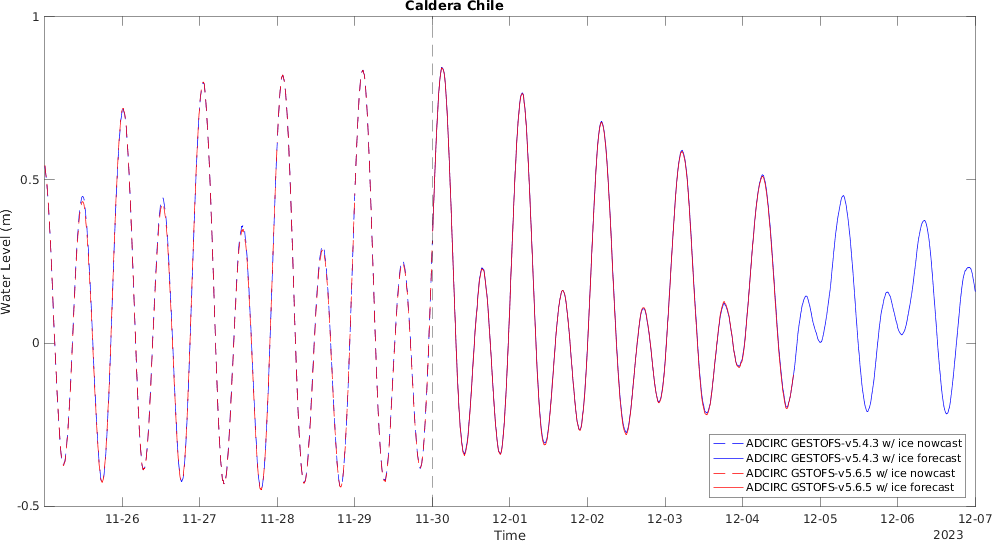 Caldera Chile
1
0.5
0
-0.5
Water Level (m)
11-26 11-27 11-28 11-29 11-30 12-01 12-02 12-03 12-04 12-05 12-06 12-07
Time
2023
ADCIRC GESTOFS-v5.4.3 w/ ice nowcast
ADCIRC GESTOFS-v5.4.3 w/ ice forecast
ADCIRC GSTOFS-v5.6.5 w/ ice nowcast
ADCIRC GSTOFS-v5.6.5 w/ ice forecast